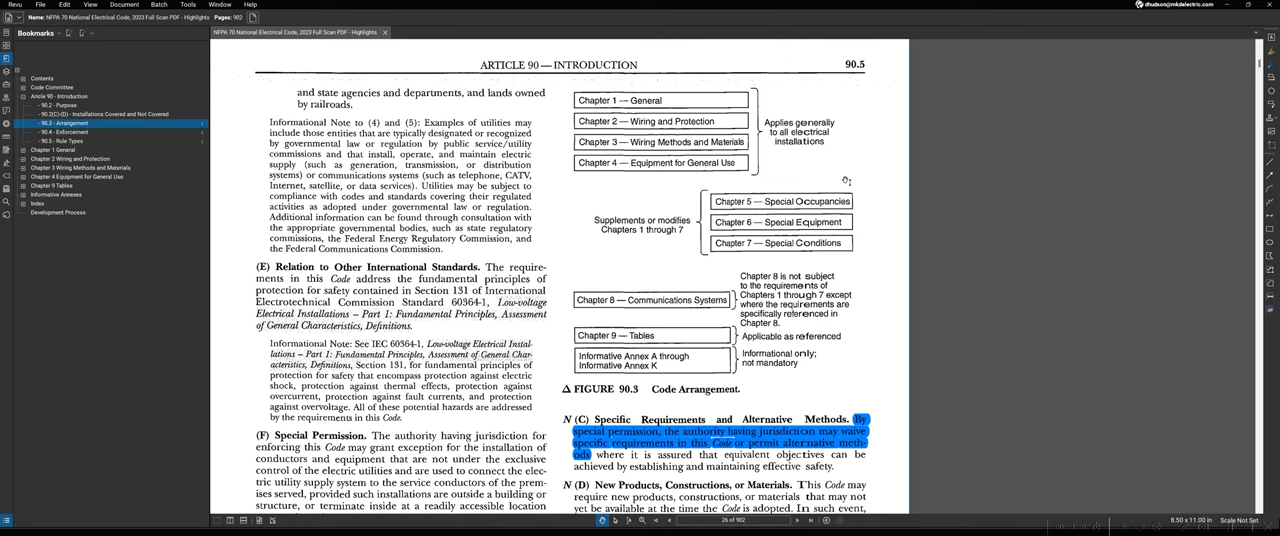 Revu File Edit View Document Batch Tools Window Help
dhudson@mkdelectric.com
Name: NFPA 70 National Electrical Code, 2023 Full Scan PDF - Highlights Pages: 902
Bookmarks
NFPA 70 National Electrical Code, 2023 Full Scan PDF - Highlights
Contents
Code Committee
Article 90 - Introduction
- 90.2 - Purpose
- 90.2(C)-(D) - Installations Covered and Not Covered
- 90.3 - Arrangement
- 90.4 - Enforcement
- 90.5 - Rule Types
Chapter 1 General
Chapter 2 Wiring and Protection
Chapter 3 Wiring Methods and Materials
Chapter 4 Equipment for General Use
Chapter 9 Tables
Informative Annexes
Index
Development Process
ARTICLE 90 — INTRODUCTION
90.5
and state agencies and departments, and lands owned
by railroads.
Informational Note to (4) and (5): Examples of utilities may
include those entities that are typically designated or recognized
by governmental law or regulation by public service/utility
commissions and that install, operate, and maintain electric
supply (such as generation, transmission, or distribution
systems) or communications systems (such as telephone, CATV,
Internet, satellite, or data services). Utilities may be subject to
compliance with codes and standards covering their regulated
activities as adopted under governmental law or regulation.
Additional information can be found through consultation with
the appropriate governmental bodies, such as state regulatory
commissions, the Federal Energy Regulatory Commission, and
the Federal Communications Commission.
(E) Relation to Other International Standards. The require-
ments in this Code address the fundamental principles of
protection for safety contained in Section 131 of International
Electrotechnical Commission Standard 60364-1, Low-voltage
Electrical Installations – Part 1: Fundamental Principles, Assessment
of General Characteristics, Definitions.
Informational Note: See IEC 60364-1, Low-voltage Electrical Instal-
lations – Part 1: Fundamental Principles, Assessment of General Char-
acteristics, Definitions, Section 131, for fundamental principles of
protection for safety that encompass protection against electric
shock, protection against thermal effects, protection against
overcurrent, protection against fault currents, and protection
against overvoltage. All of these potential hazards are addressed
by the requirements in this Code.
(F) Special Permission. The authority having jurisdiction for
enforcing this Code may grant exception for the installation of
conductors and equipment that are not under the exclusive
control of the electric utilities and are used to connect the elec-
tric utility supply system to the service conductors of the prem-
ises served, provided such installations are outside a building or
structure, or terminate inside at a readily accessible location
Chapter 1 — General
Chapter 2 — Wiring and Protection
Chapter 3 — Wiring Methods and Materials
Chapter 4 — Equipment for General Use
Applies generally
to all electrical
installations
Supplements or modifies
Chapters 1 through 7
Chapter 5 — Special Occupancies
Chapter 6 — Special Equipment
Chapter 7 — Special Conditions
Chapter 8 — Communications Systems
Chapter 8 is not subject
to the requirements of
Chapters 1 through 7 except
where the requirements are
specifically referenced in
Chapter 8.
Chapter 9 — Tables
Applicable as referenced
Informative Annex A through
Informative Annex K
Informational only;
not mandatory
Δ FIGURE 90.3 Code Arrangement.
N (C) Specific Requirements and Alternative Methods. By
special permission, the authority having jurisdiction may waive
specific requirements in this Code or permit alternative meth-
ods where it is assured that equivalent objectives can be
achieved by establishing and maintaining effective safety.
N (D) New Products, Constructions, or Materials. This Code may
require new products, constructions, or materials that may not
yet be available at the time the Code is adopted. In such event,
26 of 902
8.50 x 11.00 in Scale Not Set